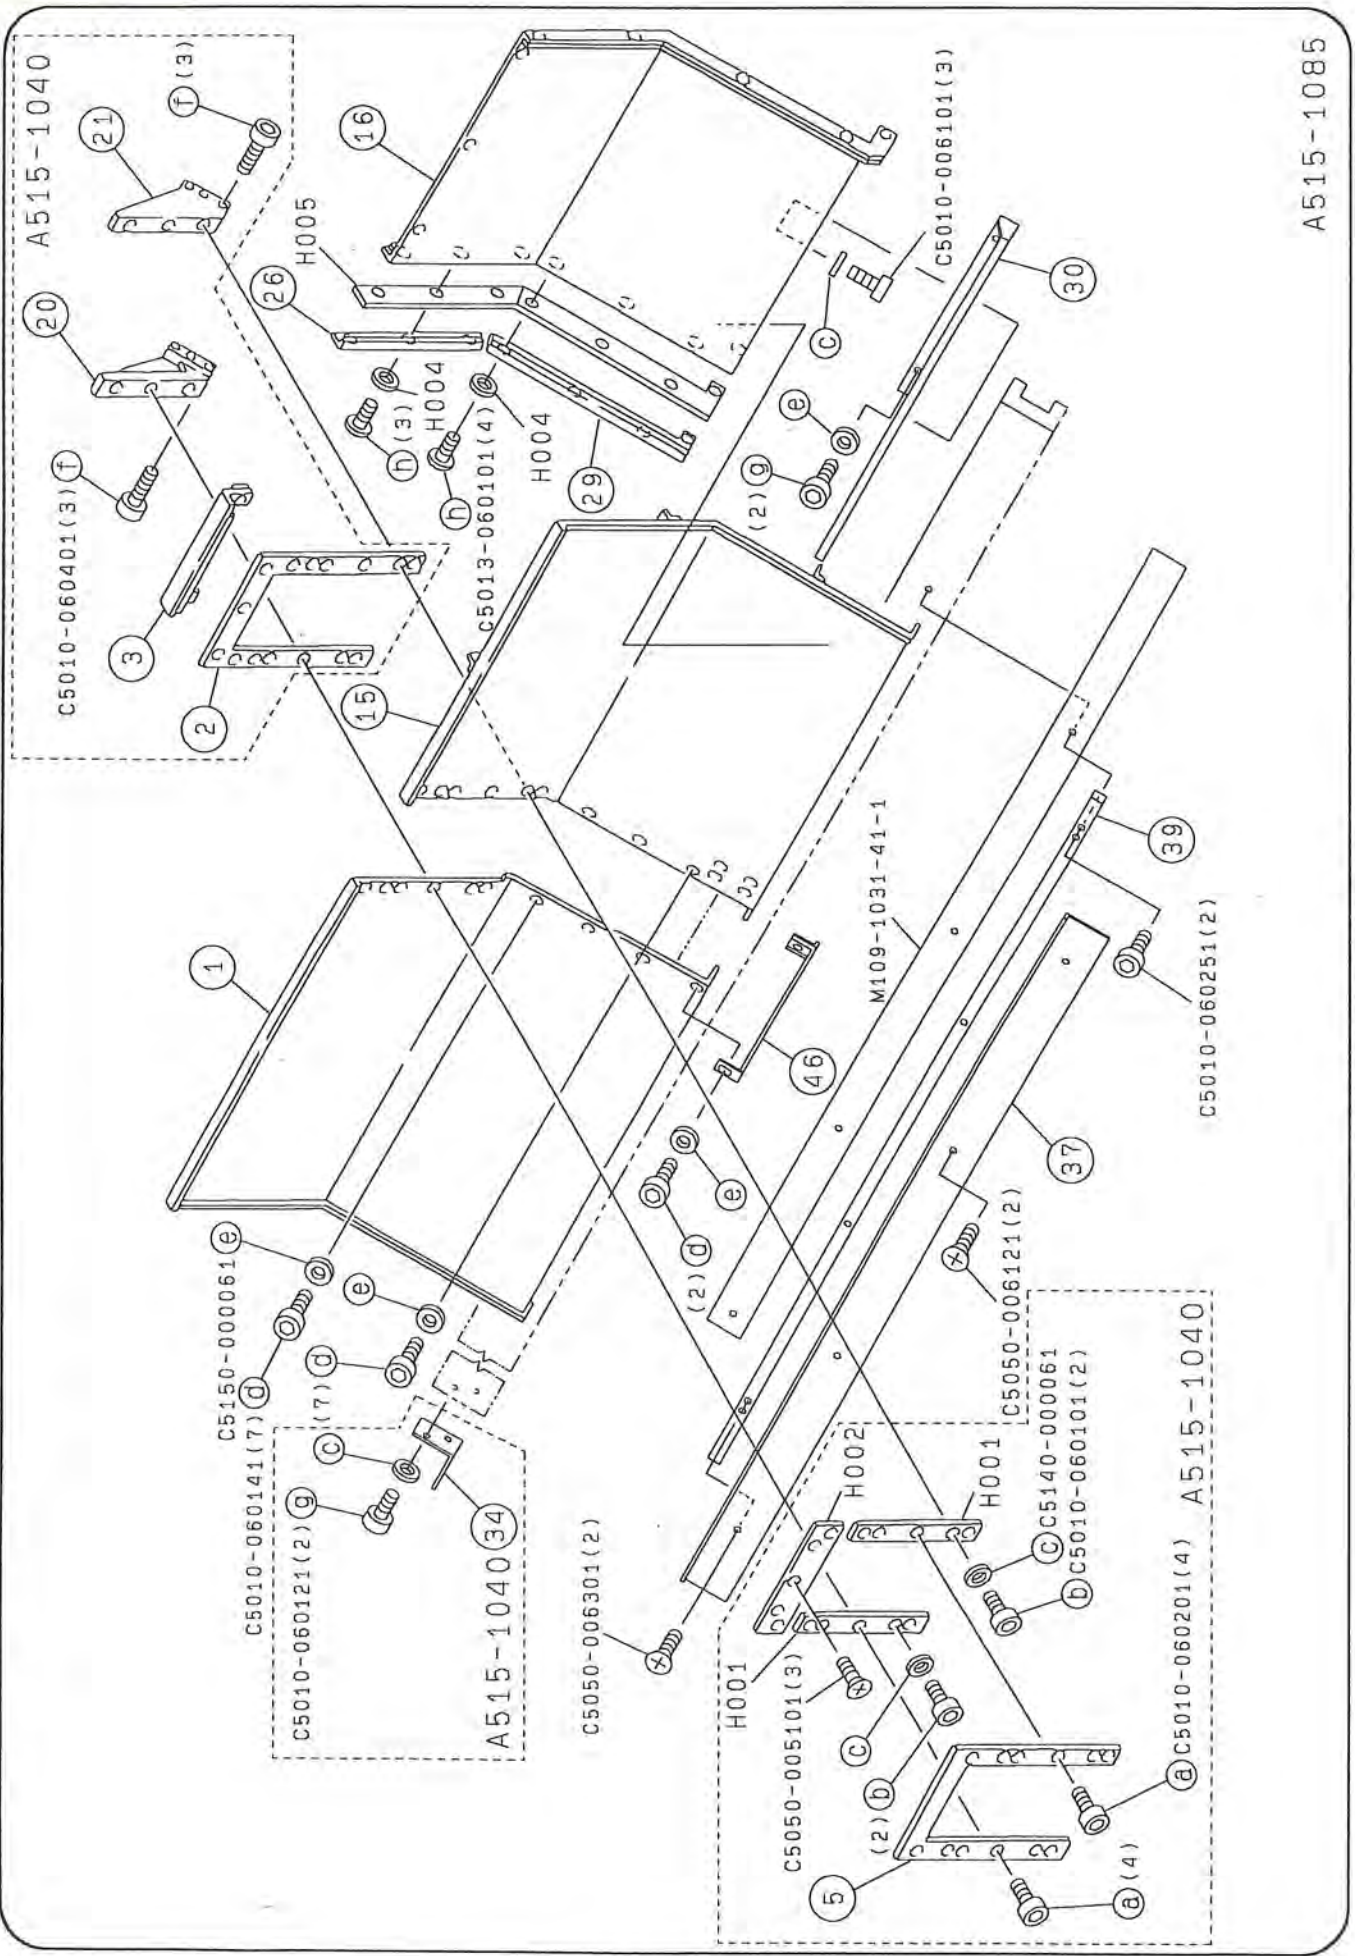 A515-1040
21
f (3)
20
C5010-060401(3) f
3
2
16
H005
26
h (3)
H004
h C5013-060101(4)
H004
29
15
C5010-006101(3)
c
30
e
(2) g
1
C5150-000061 e
C5010-060141(7) d
e
(7) d
C5010-060121(2) g
c
34
A515-1040
(2) d
e
46
M109-1031-41-1
39
C5010-060251(2)
37
C5050-006121(2)
C5050-006301(2)
H002
H001
H001
C5050-005101(3)
c
(2) b
c C5140-000061
b C5010-060101(2)
A515-1040
5
a (4)
a C5010-060201(4)
A515-1085